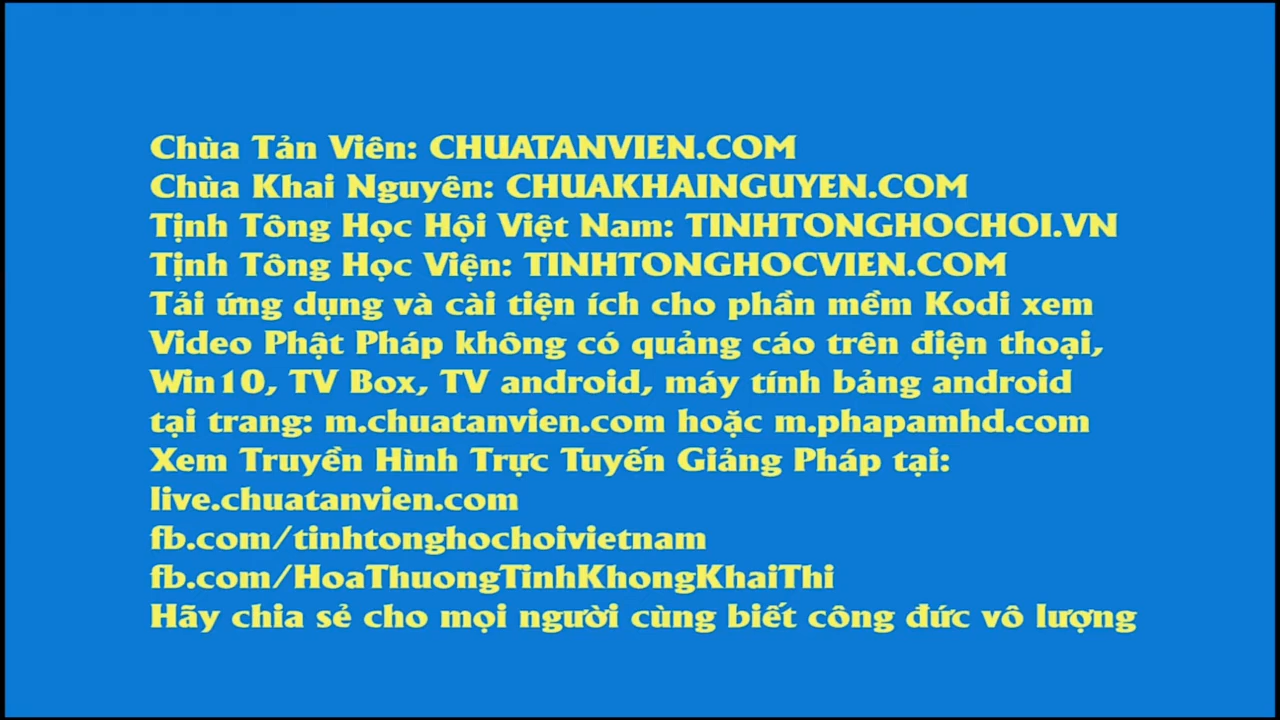 Chùa Tản Viên: CHUATANVIEN.COM
Chùa Khai Nguyên: CHUAKHAINGUYEN.COM
Tịnh Tông Học Hội Việt Nam: TINHTONGHOCHOI.VN
Tịnh Tông Học Viện: TINHTONGHOCVIEN.COM
Tải ứng dụng và cài tiện ích cho phần mềm Kodi xem
Video Phật Pháp không có quảng cáo trên điện thoại,
Win10, TV Box, TV android, máy tính bảng android
tại trang: m.chuatanvien.com hoặc m.phapamhd.com
Xem Truyền Hình Trực Tuyến Giảng Pháp tại:
live.chuatanvien.com
fb.com/tinhtonghochoivietnam
fb.com/HoaThuongTinhKhongKhaiThi
Hãy chia sẻ cho mọi người cùng biết công đức vô lượng